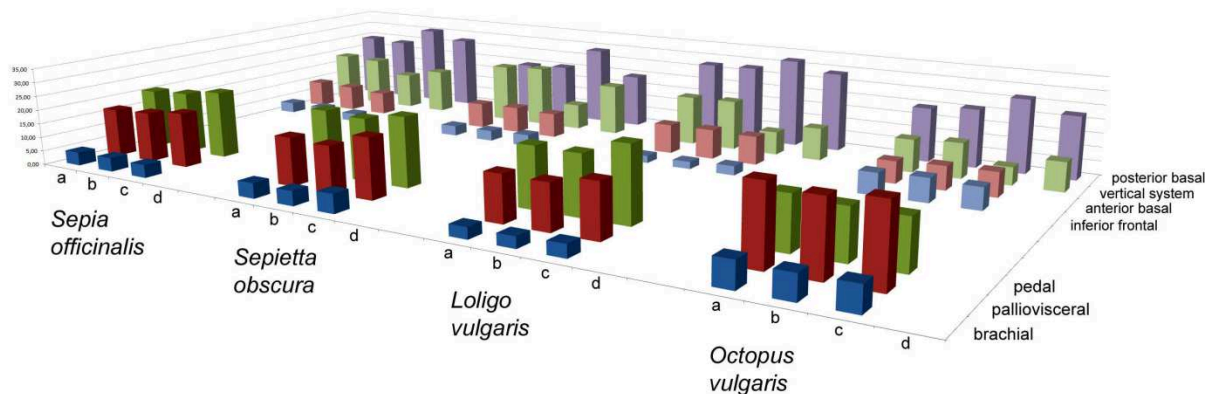 35,00
30,00
25,00
20,00
15,00
10,00
5,00
0,00
a
b
c
d
a
b
c
d
a
b
c
d
a
b
c
d
Sepia
officinalis
Sepietta
obscura
Loligo
vulgaris
Octopus
vulgaris
posterior basal
vertical system
anterior basal
inferior frontal
pedal
palliovisceral
brachial